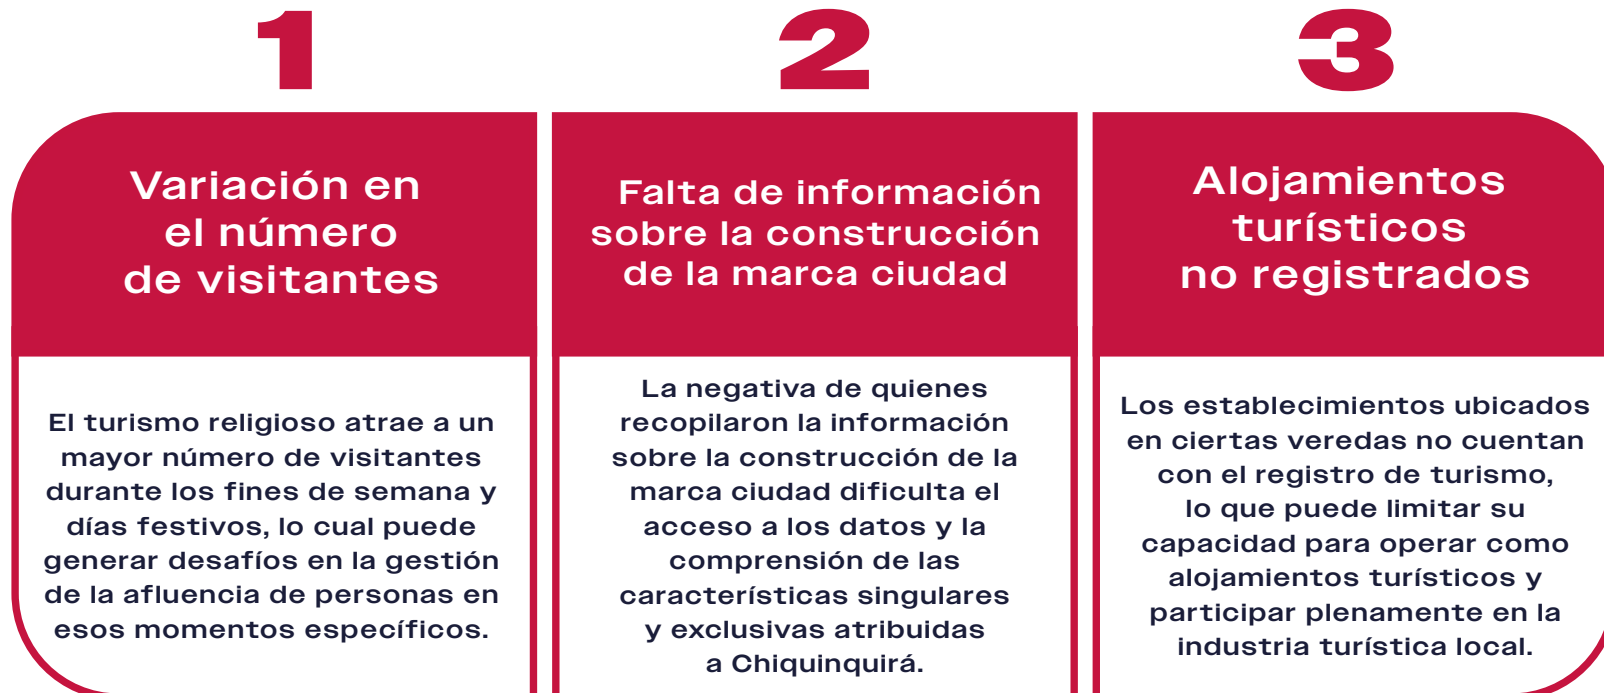 1
Variación en
el número
de visitantes
El turismo religioso atrae a un
mayor número de visitantes
durante los fines de semana y
días festivos, lo cual puede
generar desafíos en la gestión
de la afluencia de personas en
esos momentos específicos.
2
Falta de información
sobre la construcción
de la marca ciudad
La negativa de quienes
recopilaron la información
sobre la construcción de la
marca ciudad dificulta el
acceso a los datos y la
comprensión de las
características singulares
y exclusivas atribuidas
a Chiquinquirá.
3
Alojamientos
turísticos
no registrados
Los establecimientos ubicados
en ciertas veredas no cuentan
con el registro de turismo,
lo que puede limitar su
capacidad para operar como
alojamientos turísticos y
participar plenamente en la
industria turística local.